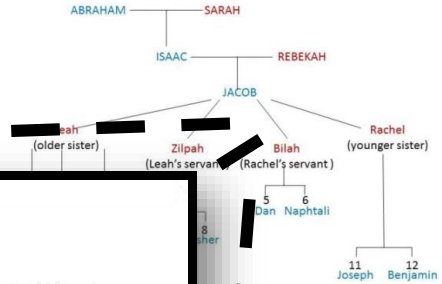 ABRAHAM SARAH
ISAAC REBEKAH
JACOB
Rachel
(older sister) Zilpah Bilah (younger sister)
(Leah's servant (Rachel's servant)
5 6
Dan Naphtali
8
11 12
Joseph Benjamin